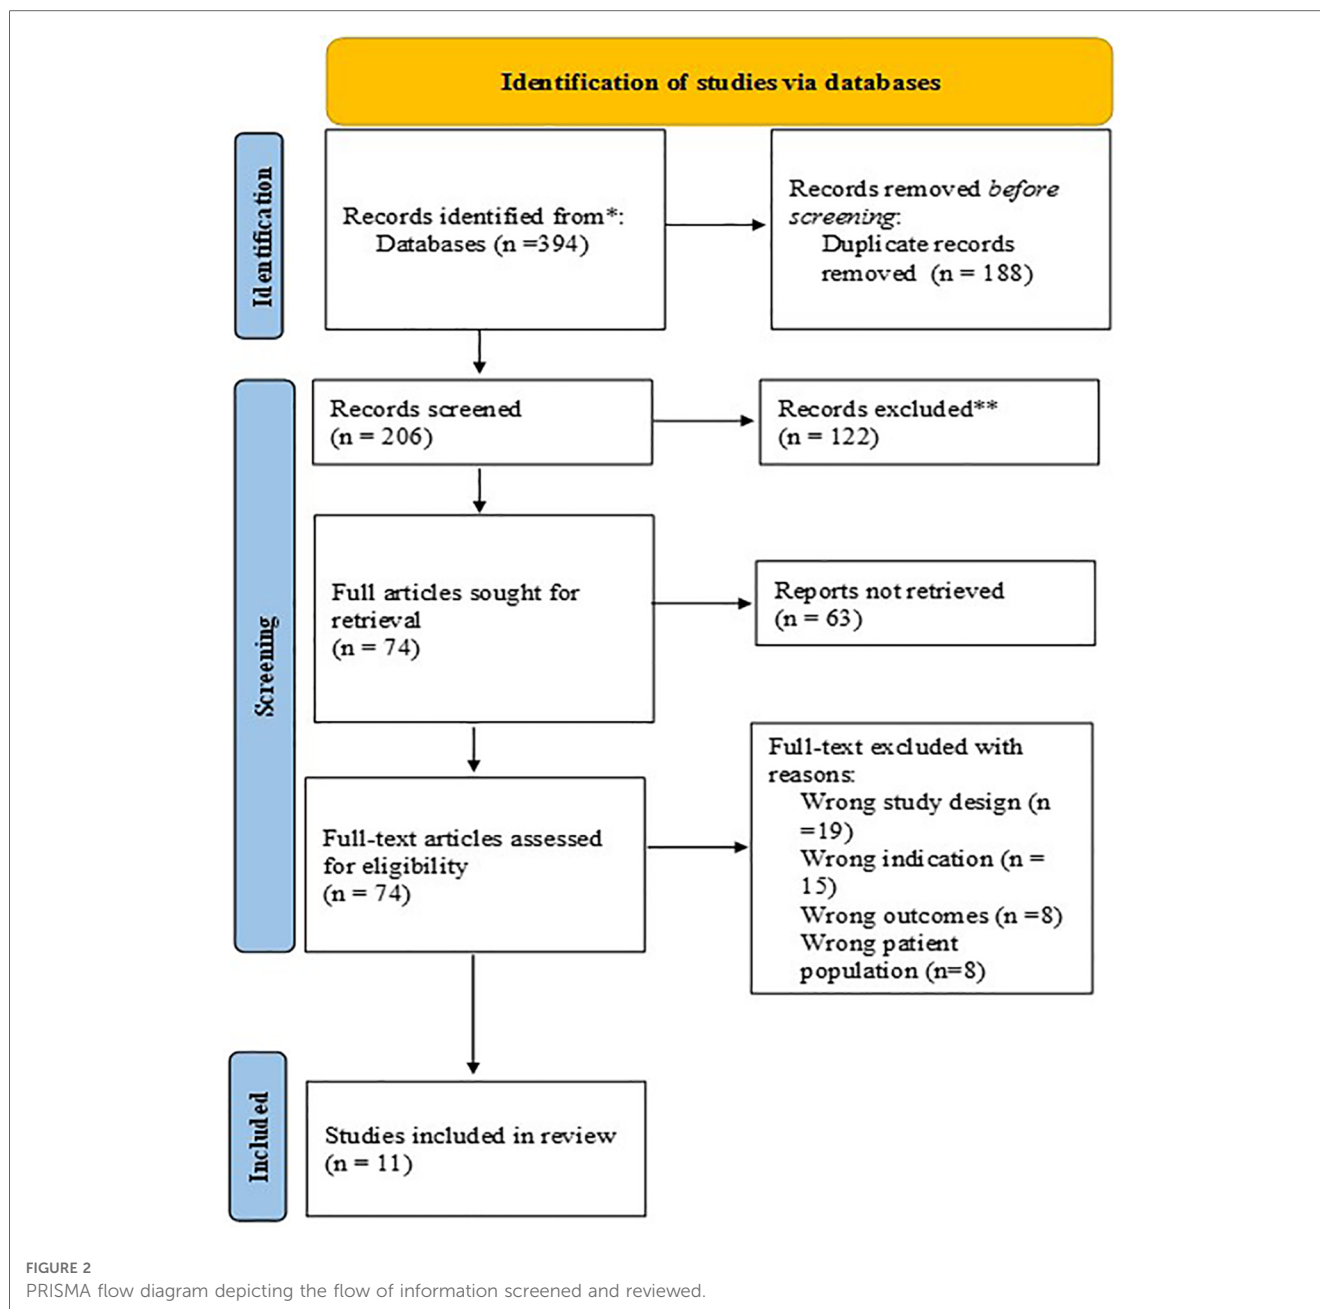 Identification of studies via databases
Identification
Records identified from*:
Databases (n =394)
Records removed before
screening:
Duplicate records
removed (n = 188)
Screening
Records screened
(n = 206)
Records excluded**
(n = 122)
Full articles sought for
retrieval
(n = 74)
Reports not retrieved
(n = 63)
Full-text articles assessed
for eligibility
(n = 74)
Full-text excluded with
reasons:
Wrong study design (n
=19)
Wrong indication (n =
15)
Wrong outcomes (n =8)
Wrong patient
population (n=8)
Included
Studies included in review
(n = 11)
FIGURE 2
PRISMA flow diagram depicting the flow of information screened and reviewed.